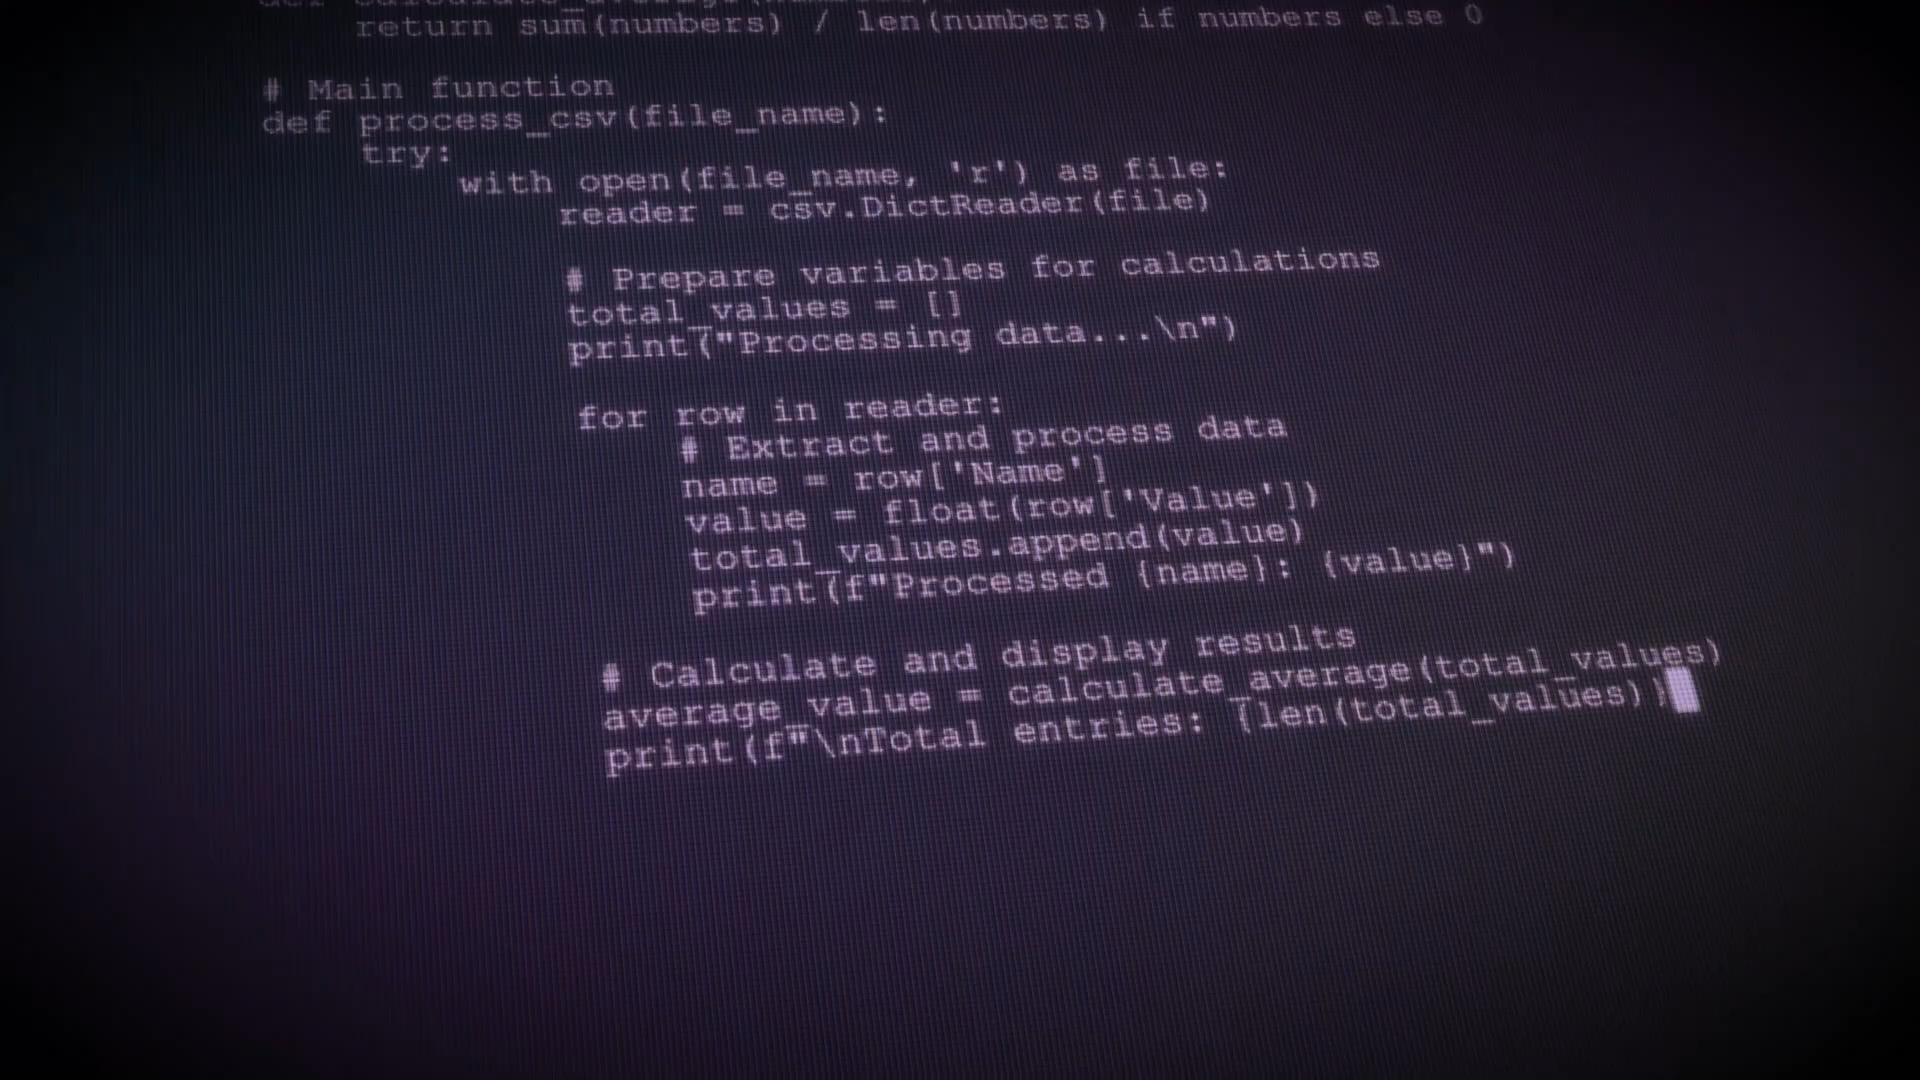 return sum(numbers) / len(numbers) if numbers else 0
# Main function
def process_csv(file_name):
try:
with open(file_name, 'r') as file:
reader = csv.DictReader(file)
# Prepare variables for calculations
total_values = []
print("Processing data...\n")
for row in reader:
# Extract and process data
name = row['Name']
value = float(row['Value'])
total_values.append(value)
print(f"Processed {name}: {value}")
# Calculate and display results
average_value = calculate_average(total_values)
print(f"\nTotal entries: {len(total_values)}